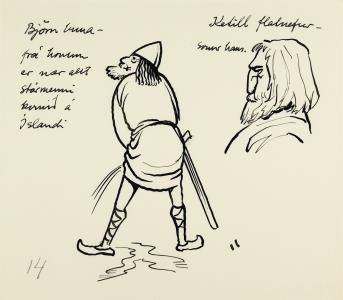 Björn buna -
frá honum
er nær allt
stórmenni
komið á
Íslandi
Ketill flatnefur -
sonur hans.
14